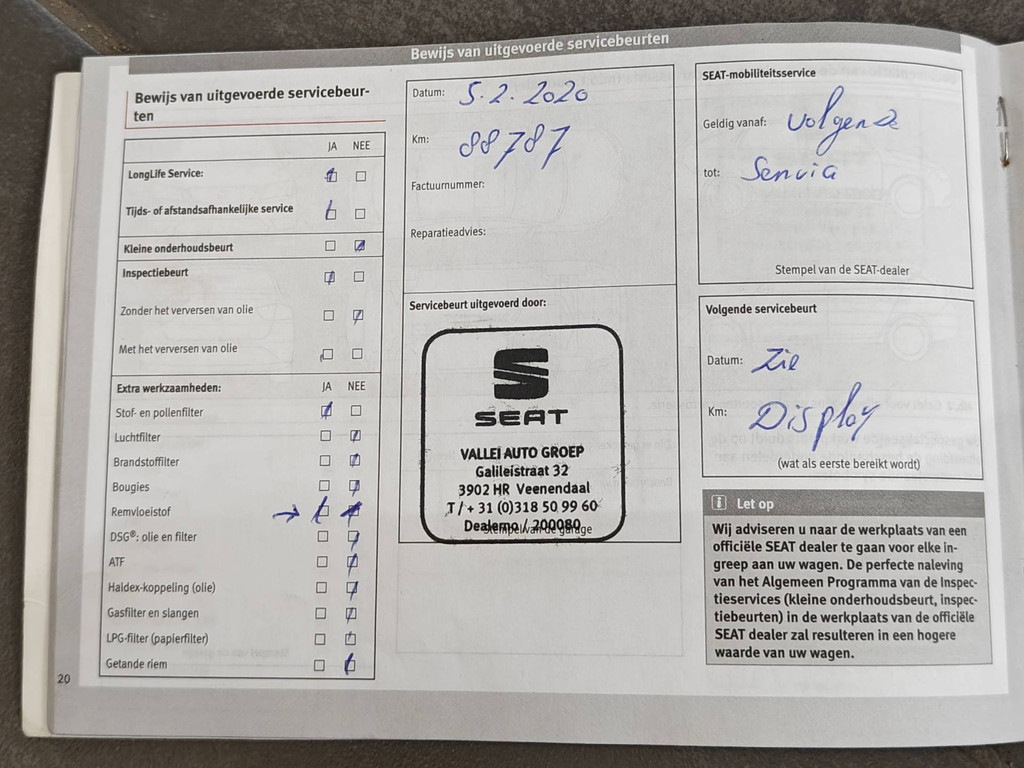 Bewijs van uitgevoerde servicebeurten
Bewijs van uitgevoerde servicebeur-
ten
JA NEE
LongLife Service:
Tijds- of afstandsafhankelijke service
Kleine onderhoudsbeurt
Inspectiebeurt
Zonder het verversen van olie
Met het verversen van olie
Extra werkzaamheden: JA NEE
Stof- en pollenfilter
Luchtfilter
Brandstoffilter
Bougies
Remvloeistof
DSG®: olie en filter
ATF
Haldex-koppeling (olie)
Gasfilter en slangen
LPG-filter (papierfilter)
Getande riem
20
Datum: 5.2.2020
Km: 88787
Factuurnummer:
Reparatieadvies:
Servicebeurt uitgevoerd door:
SEAT
VALLEI AUTO GROEP
Galileistraat 32
3902 HR Veenendaal
T / + 31 (0)318 50 99 60
Dealerno / 200080
Stempel van de garage
SEAT-mobiliteitsservice
Geldig vanaf: Volgende
tot: Servia
Stempel van de SEAT-dealer
Volgende servicebeurt
Datum: Zie
Km: Display
(wat als eerste bereikt wordt)
i Let op
Wij adviseren u naar de werkplaats van een
officiële SEAT dealer te gaan voor elke in-
greep aan uw wagen. De perfecte naleving
van het Algemeen Programma van de Inspec-
tieservices (kleine onderhoudsbeurt, inspec-
tiebeurten) in de werkplaats van de officiële
SEAT dealer zal resulteren in een hogere
waarde van uw wagen.